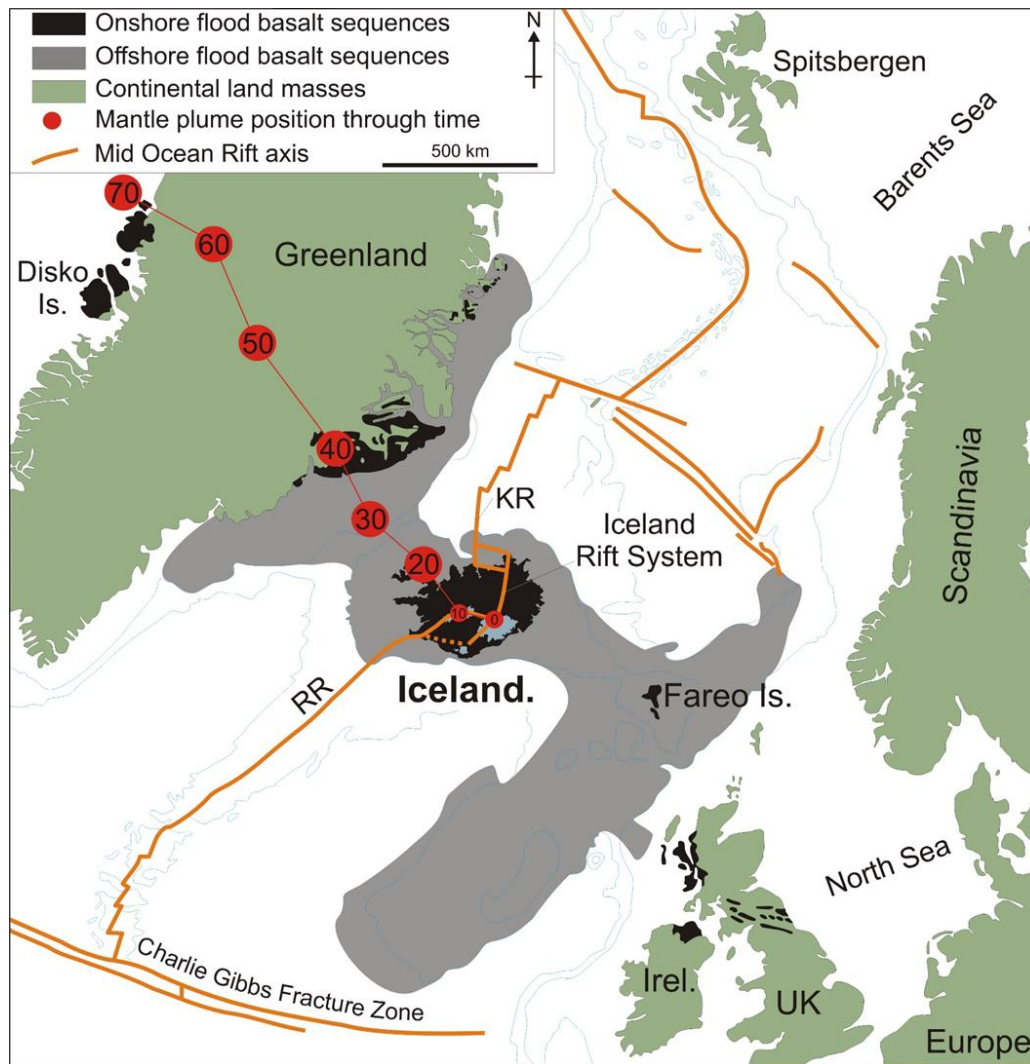 Onshore flood basalt sequences
Offshore flood basalt sequences
Continental land masses
Mantle plume position through time
Mid Ocean Rift axis
500 km
N
Spitsbergen
Barents Sea
70
60
Greenland
Disko
Is.
50
40
30
KR
20
Iceland
Rift System
Scandinavia
10
0
Iceland.
RR
Fareo Is.
North Sea
Charlie Gibbs Fracture Zone
Irel.
UK
Europe